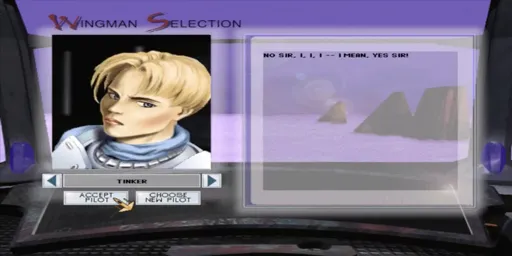 Wingman Selection
NO SIR, I, I, I -- I MEAN, YES SIR!
TINKER
ACCEPT PILOT
CHOOSE NEW PILOT